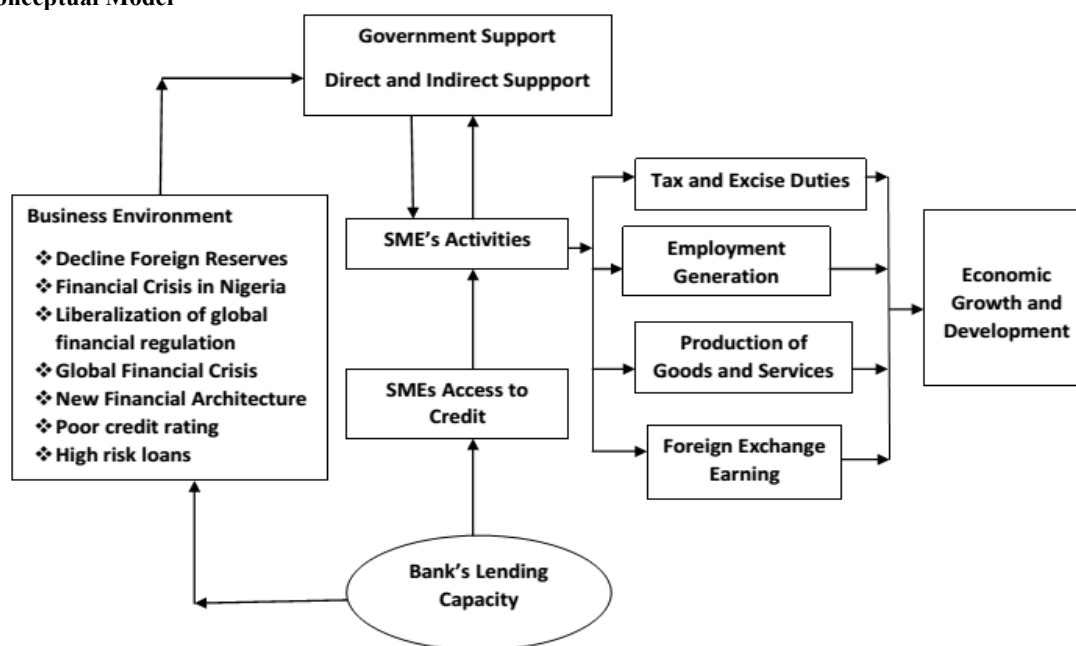 Conceptual Model
Government Support
Direct and Indirect Suppport
Business Environment
❖ Decline Foreign Reserves
❖ Financial Crisis in Nigeria
❖ Liberalization of global
financial regulation
❖ Global Financial Crisis
❖ New Financial Architecture
❖ Poor credit rating
❖ High risk loans
SME's Activities
SMEs Access to
Credit
Bank's Lending
Capacity
Tax and Excise Duties
Employment
Generation
Production of
Goods and Services
Foreign Exchange
Earning
Economic
Growth and
Development